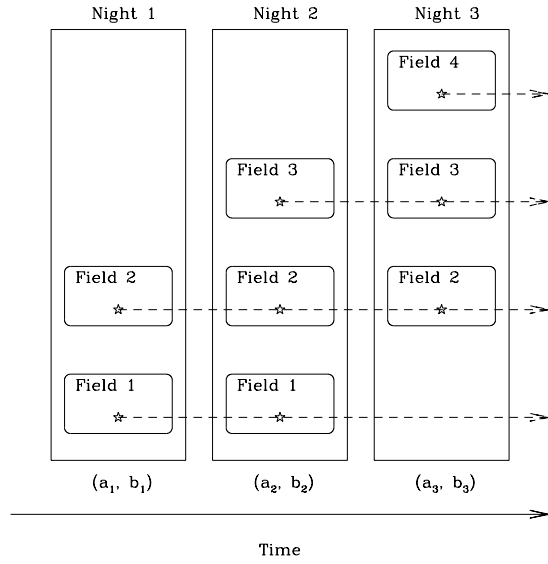 Night 1 Night 2 Night 3
Field 4
Field 3 Field 3
Field 2 Field 2 Field 2
Field 1 Field 1
(a₁, b₁) (a₂, b₂) (a₃, b₃)
Time